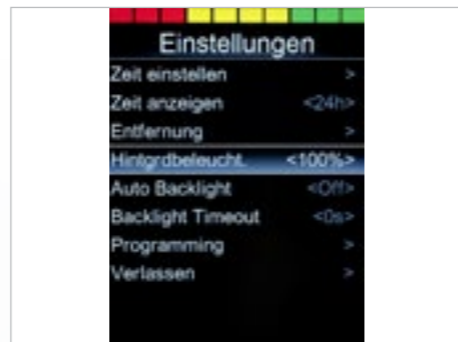 Einstellungen
Zeit einstellen >
Zeit anzeigen <24h>
Entfernung >
Hintgrdbeleucht. <100%>
Auto Backlight <Off>
Backlight Timeout <0s>
Programming >
Verlassen >